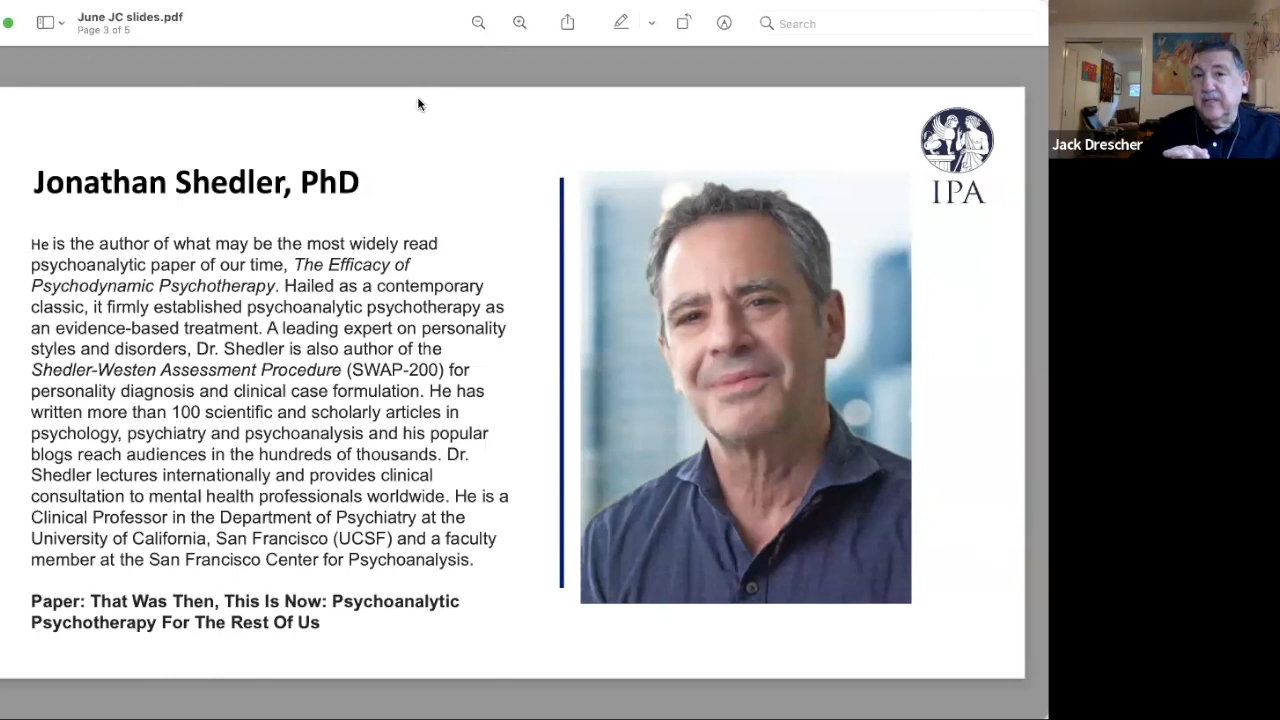 June JC slides.pdf
Page 3 of 5
Search
Jack Drescher
IPA
Jonathan Shedler, PhD
He is the author of what may be the most widely read
psychoanalytic paper of our time, The Efficacy of
Psychodynamic Psychotherapy. Hailed as a contemporary
classic, it firmly established psychoanalytic psychotherapy as
an evidence-based treatment. A leading expert on personality
styles and disorders, Dr. Shedler is also author of the
Shedler-Westen Assessment Procedure (SWAP-200) for
personality diagnosis and clinical case formulation. He has
written more than 100 scientific and scholarly articles in
psychology, psychiatry and psychoanalysis and his popular
blogs reach audiences in the hundreds of thousands. Dr.
Shedler lectures internationally and provides clinical
consultation to mental health professionals worldwide. He is a
Clinical Professor in the Department of Psychiatry at the
University of California, San Francisco (UCSF) and a faculty
member at the San Francisco Center for Psychoanalysis.
Paper: That Was Then, This Is Now: Psychoanalytic
Psychotherapy For The Rest Of Us